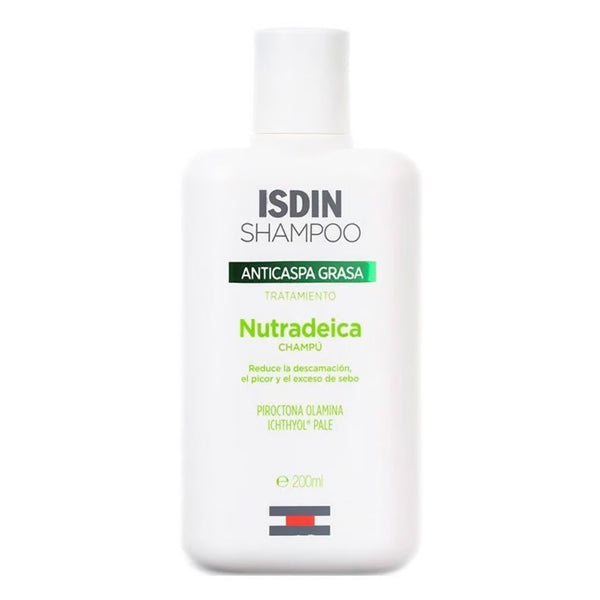 ISDIN
SHAMPOO
ANTICASPA GRASA
TRATAMIENTO
Nutradeica
CHAMPÚ
Reduce la descamación,
el picor y el exceso de sebo
PIROCTONA OLAMINA
ICHTHYOL® PALE
℮ 200ml